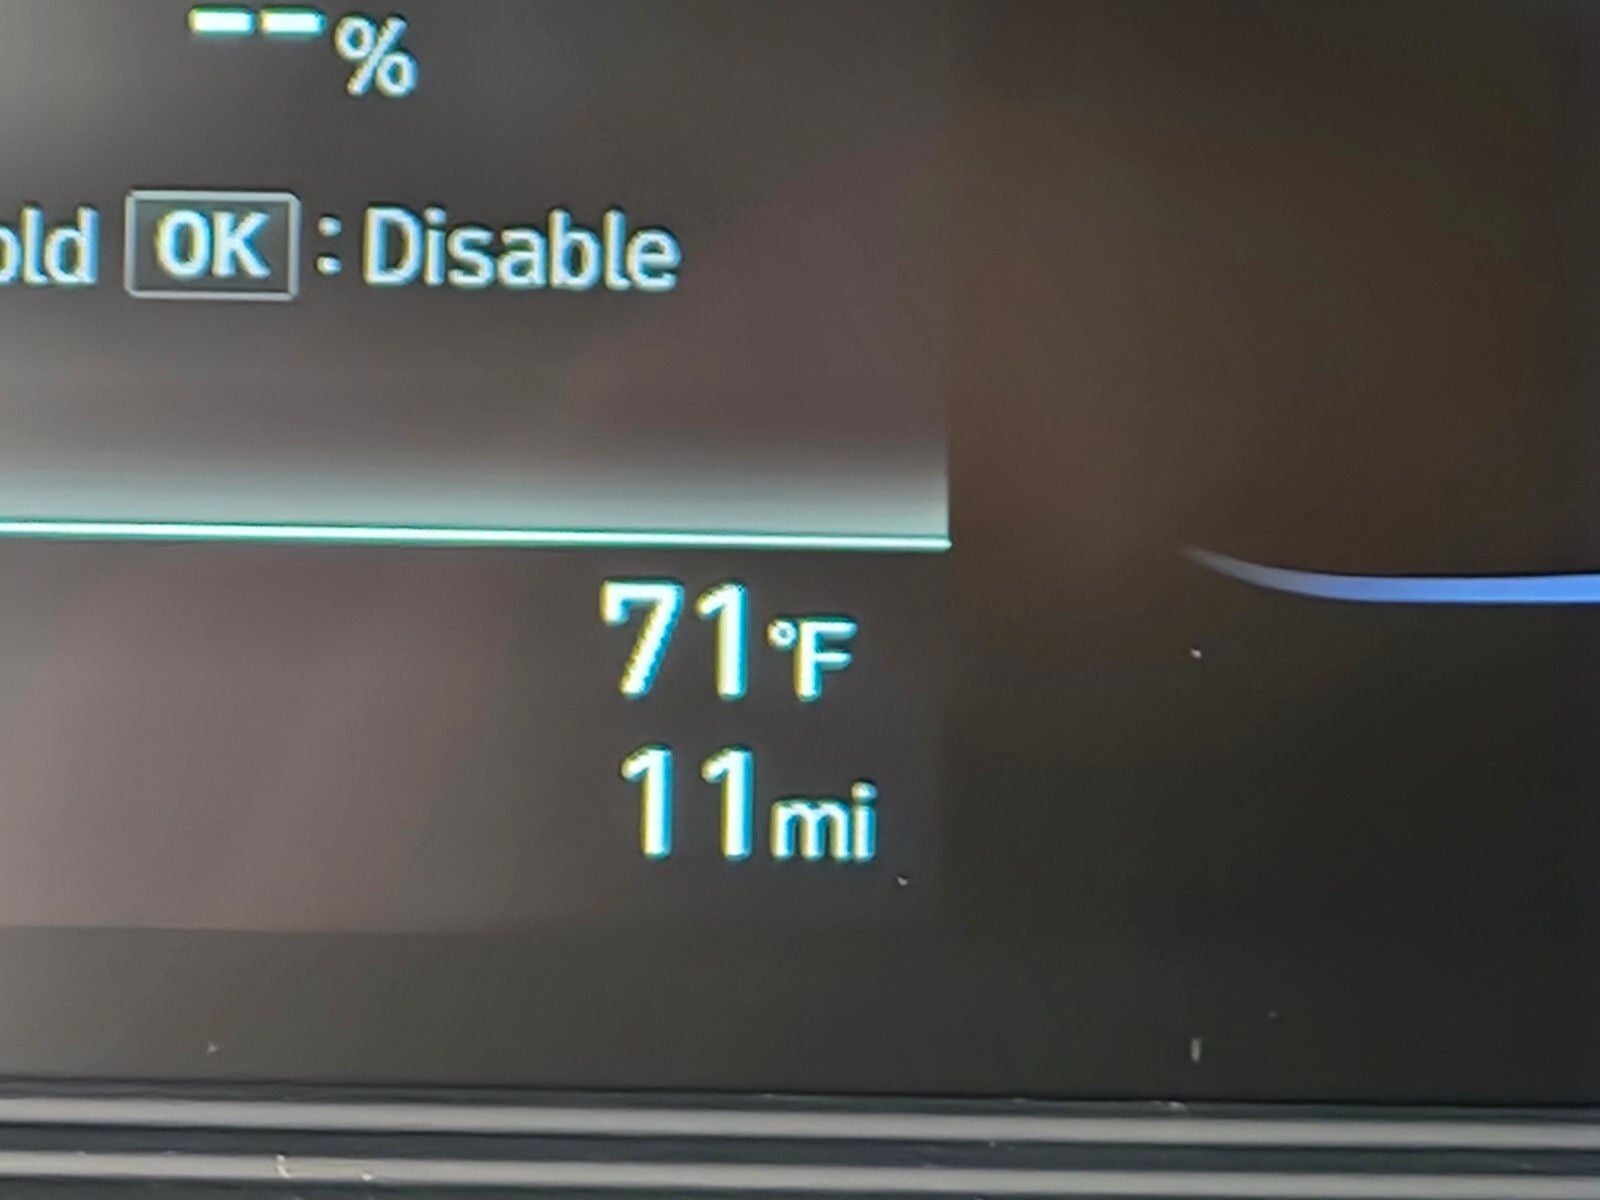 --%
old OK : Disable
71°F
11mi